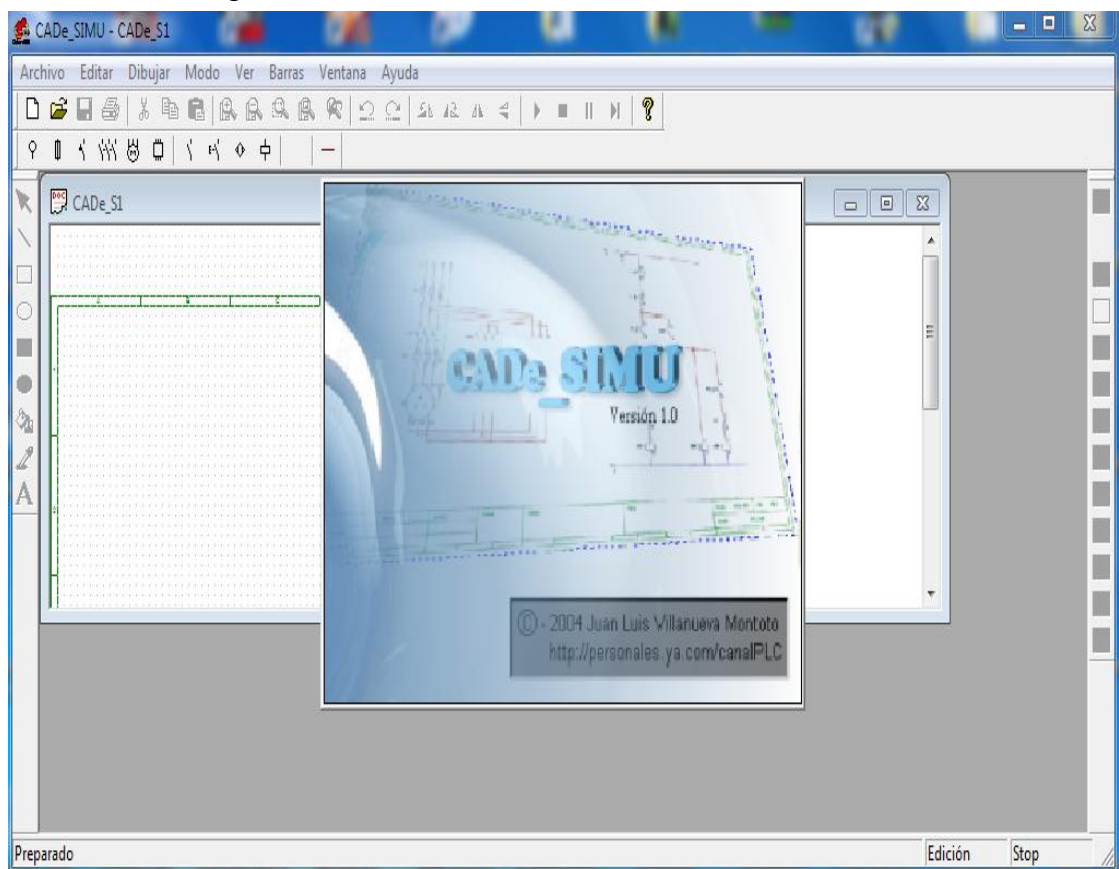 CADe_SIMU - CADe_S1
Archivo Editar Dibujar Modo Ver Barras Ventana Ayuda
CADe_S1
CADe_SIMU
Versión 1.0
© - 2004 Juan Luis Villanueva Montoto
http://personales.ya.com/canalPLC
A
Preparado
Edición
Stop